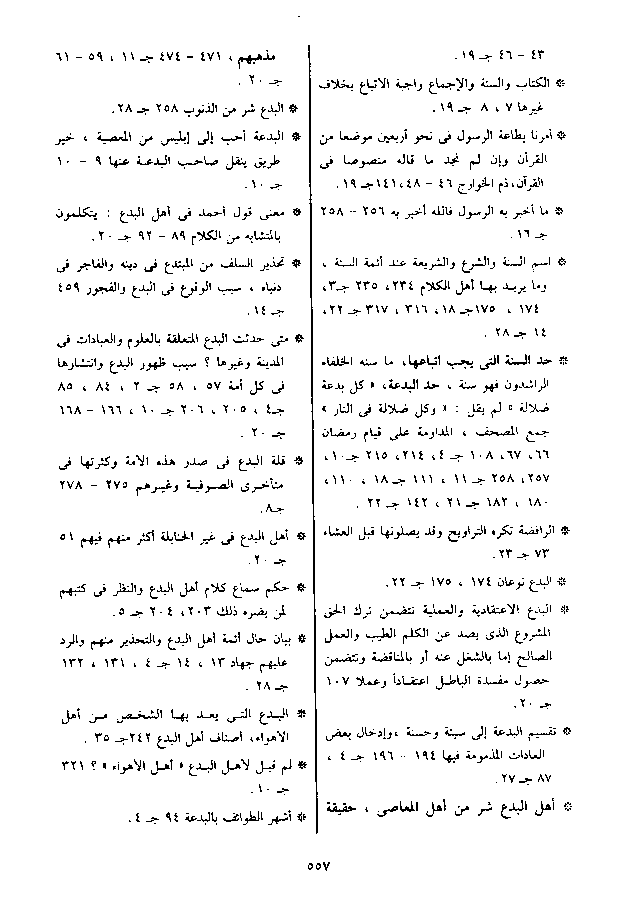 ٤٣ - ٤٦ جـ ١٩.
* الكتاب والسنة والإجماع واجبة الاتباع بخلاف
غيرها ٧ ، ٨ جـ ١٩.
* أمرنا بطاعة الرسول فى نحو أربعين موضعا من
القرآن وإن لم نجد ما قاله منصوصا فى
القرآن، ذم الخوارج ٤٦ - ٤٨، ١٤١ جـ ١٩.
* ما أخبر به الرسول فالله أخبر به ٢٥٦ - ٢٥٨
جـ ١٦.
* اسم السنة والشرع والشريعة عند أئمة السنة ،
وما يريد بها أهل الكلام ٢٣٤، ٢٣٥ جـ ٣،
١٧٤ ، ١٧٥ جـ ١٨، ٣١٦، ٣١٧ جـ ٢٢،
١٤ جـ ٢٨.
* حد السنة التى يجب اتباعها، ما سنه الخلفاء
الراشدون فهو سنة ، حد البدعة، « كل بدعة
ضلالة » لم يقل : « وكل ضلالة فى النار »
جمع المصحف ، المداومة على قيام رمضان
٦٦، ٦٧، ١٠٨ جـ ٤، ٢١٤، ٢١٥ جـ ١٠،
٢٥٧، ٢٥٨ جـ ١١ ، ١١١ جـ ١٨ ، ١١٠،
١٨٠ ، ١٨٢ جـ ٢١ ، ١٤٢ جـ ٢٢.
* الرافضة تكره التراويح وقد يصلونها قبل العشاء
٧٣ جـ ٢٣.
* البدع نوعان ١٧٤ ، ١٧٥ جـ ٢٢.
* البدع الاعتقادية والعملية تتضمن ترك الحق
المشروع الذى يصد عن الكلم الطيب والعمل
الصالح إما بالشغل عنه أو بالمناقضة وتتضمن
حصول مفسدة الباطل اعتقاداً وعملا ١٠٧
جـ ٢٠.
* تقسيم البدعة إلى سيئة وحسنة ،وإدخال بعض
العادات المذمومة فيها ١٩٤ - ١٩٦ جـ ٤ ،
٨٧ جـ ٢٧.
* أهل البدع شر من أهل المعاصى ، حقيقة
مذهبهم ، ٤٧١ - ٤٧٤ جـ ١١ ، ٥٩ - ٦١
جـ ٢٠ .
* البدع شر من الذنوب ٢٥٨ جـ ٢٨.
* البدعة أحب إلى إبليس من المعصية ، خير
طريق ينقل صاحب البدعة عنها ٩ - ١٠
جـ ١٠.
* معنى قول أحمد فى أهل البدع : يتكلمون
بالمتشابه من الكلام ٨٩ - ٩٢ جـ ٢٠.
* تحذير السلف من المبتدع فى دينه والفاجر فى
دنياه ، سبب الوقوع فى البدع والفجور ٤٥٩
جـ ١٤.
* متى حدثت البدع المتعلقة بالعلوم والعبادات فى
المدينة وغيرها ؟ سبب ظهور البدع وانتشارها
فى كل أمة ٥٧ ، ٥٨ جـ ٢ ، ٨٤ ، ٨٥
جـ٤ ، ٢٠٥ ، ٢٠٦ جـ ١٠ ، ١٦٦ - ١٦٨
جـ ٢٠ .
* قلة البدع فى صدر هذه الأمة وكثرتها فى
متأخرى الصوفية وغيرهم ٢٧٥ - ٢٧٨
جـ٨.
* أهل البدع فى غير الحنابلة أكثر منهم فيهم ٥١
جـ ٢٠.
* حكم سماع كلام أهل البدع والنظر فى كتبهم
لمن يضره ذلك ٢٠٣، ٢٠٤ جـ ٥.
* بيان حال أئمة أهل البدع والتحذير منهم والرد
عليهم جهاد ١٣ ، ١٤ جـ ٤ ، ١٣١ ، ١٣٢
جـ ٢٨ .
* البدع التى يعد بها الشخص من أهل
الأهواء، أصناف أهل البدع ٢٤٢جـ ٣٥ .
* لم قيل لأهل البدع « أهل الأهواء » ؟ ٣٢١
جـ ١٠.
* أشهر الطوائف بالبدعة ٩٤ جـ ٤.
٥٥٧